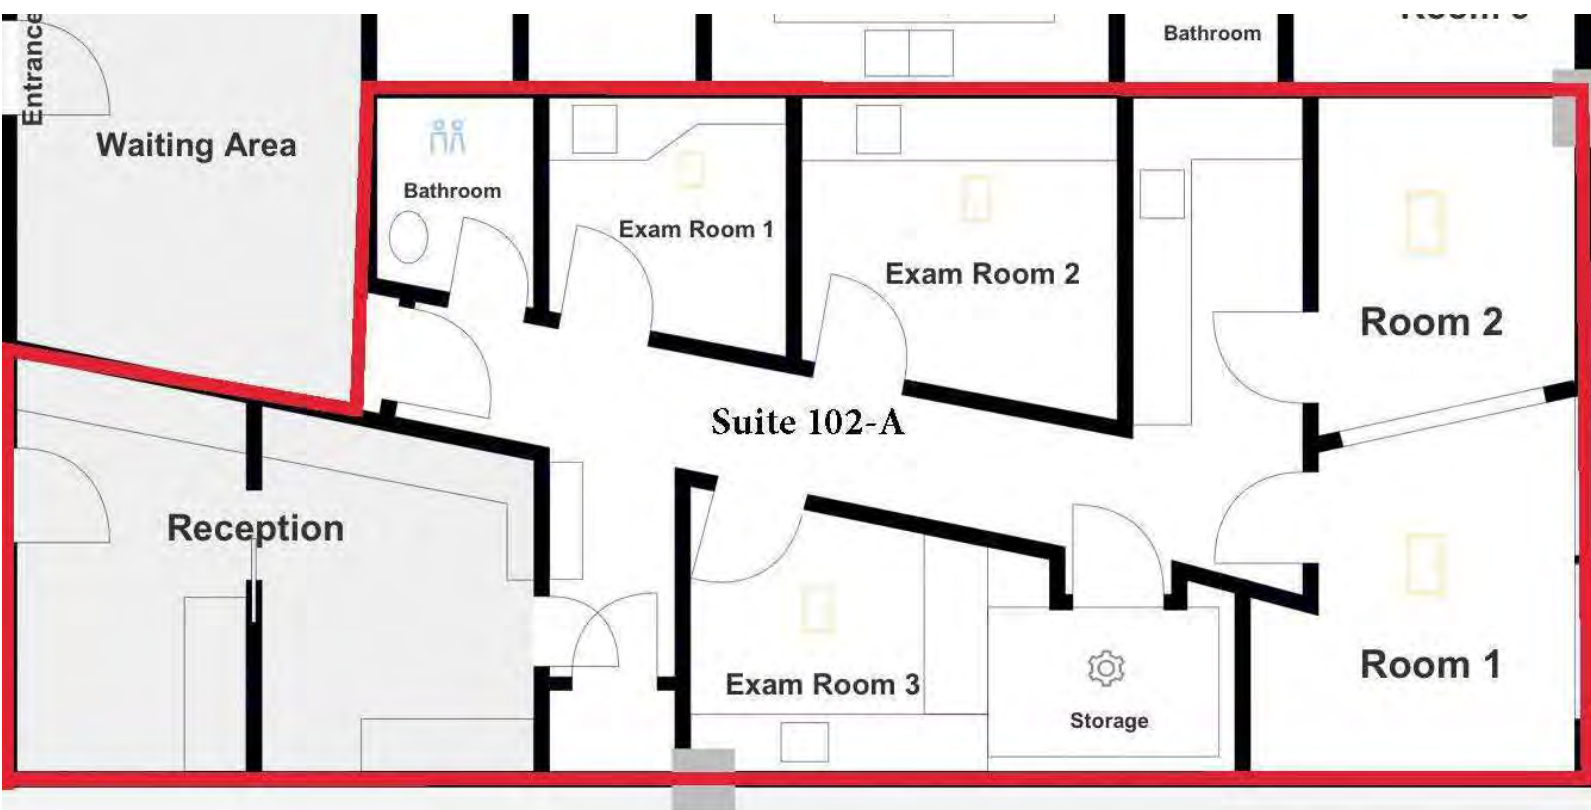 Entrance
Bathroom
Waiting Area
Bathroom
Exam Room 1
Exam Room 2
Room 2
Suite 102-A
Reception
Exam Room 3
Storage
Room 1